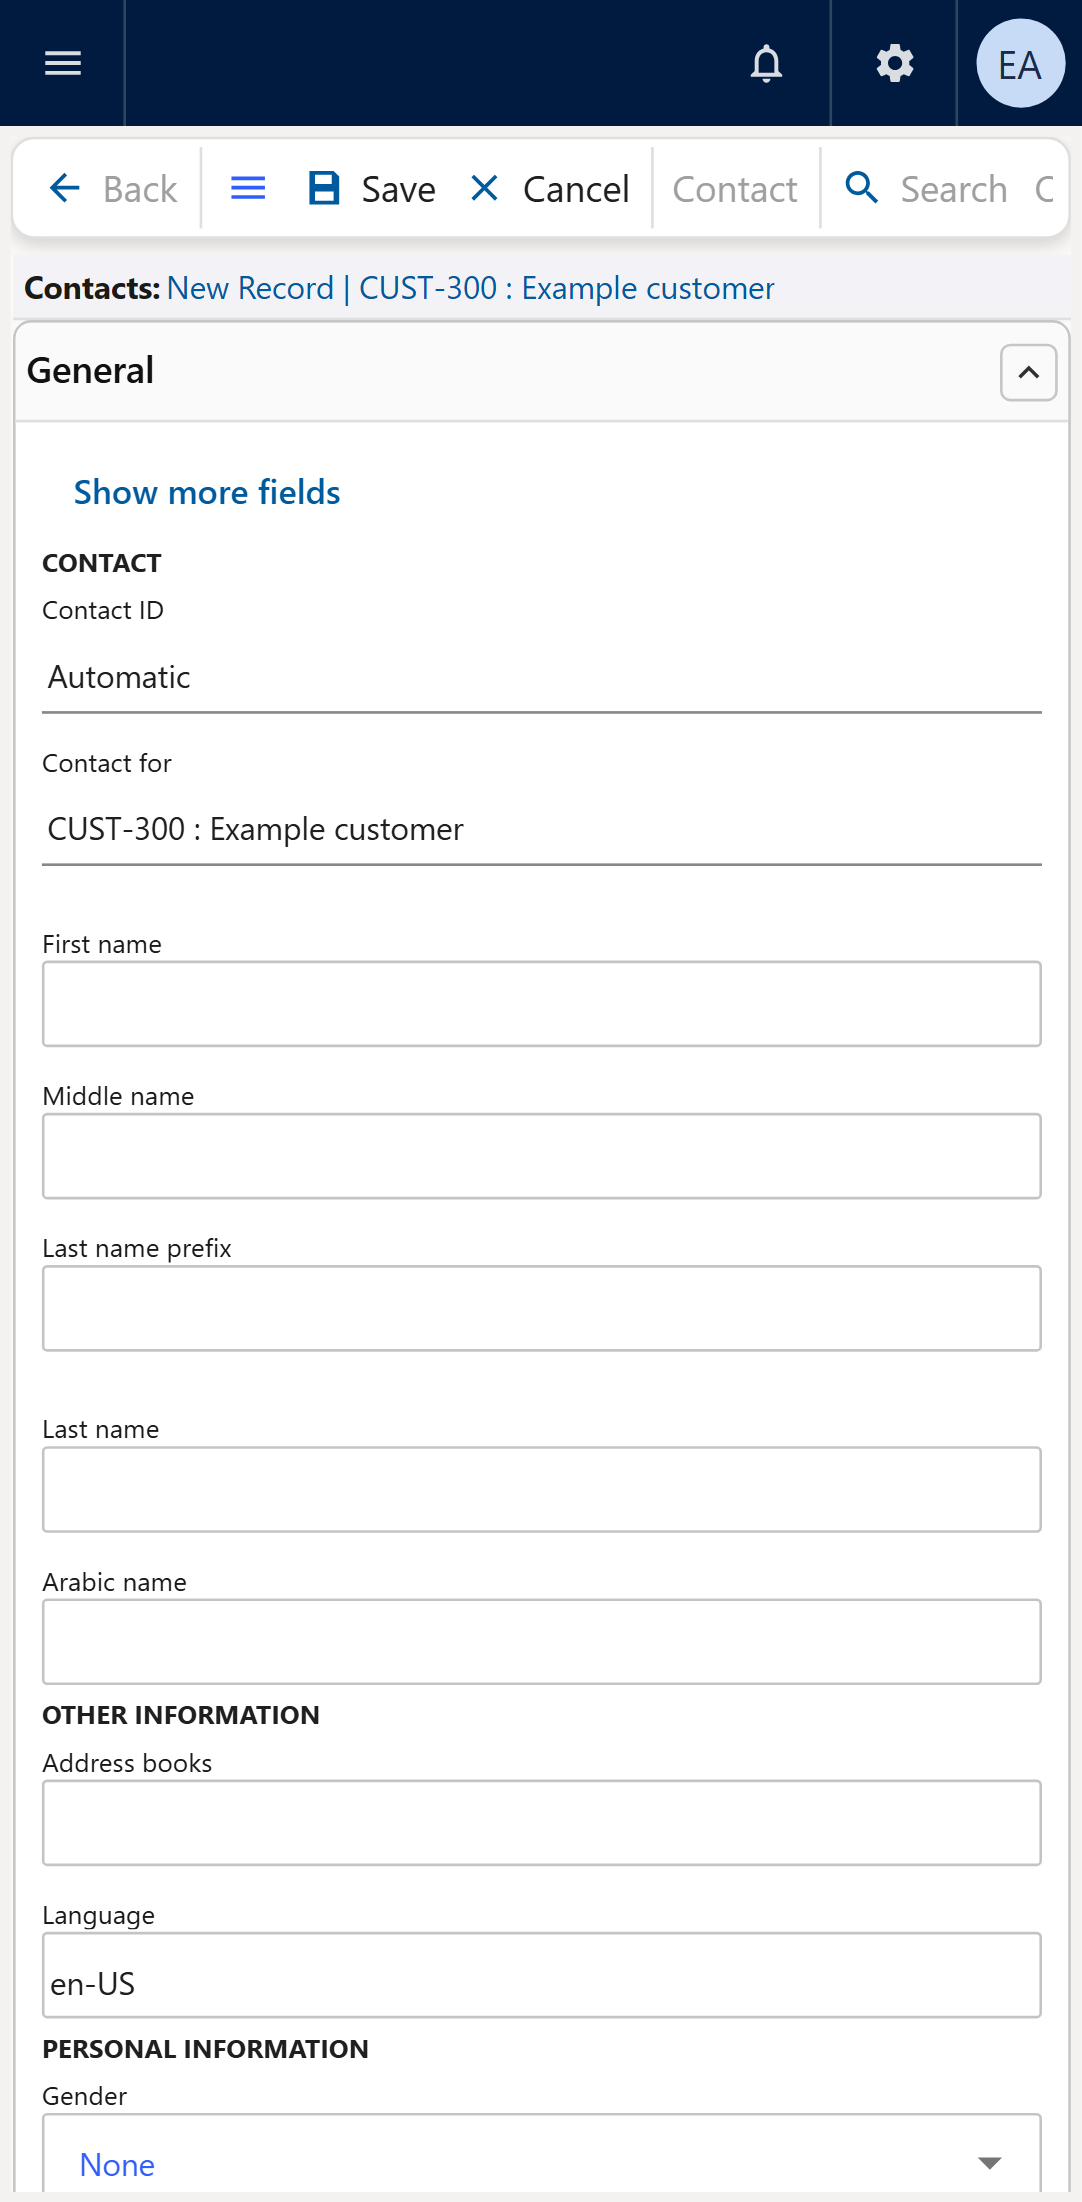 EA
Back Save Cancel Contact Search
Contacts: New Record | CUST-300 : Example customer
General
Show more fields
CONTACT
Contact ID
Automatic
Contact for
CUST-300 : Example customer
First name
Middle name
Last name prefix
Last name
Arabic name
OTHER INFORMATION
Address books
Language
en-US
PERSONAL INFORMATION
Gender
None